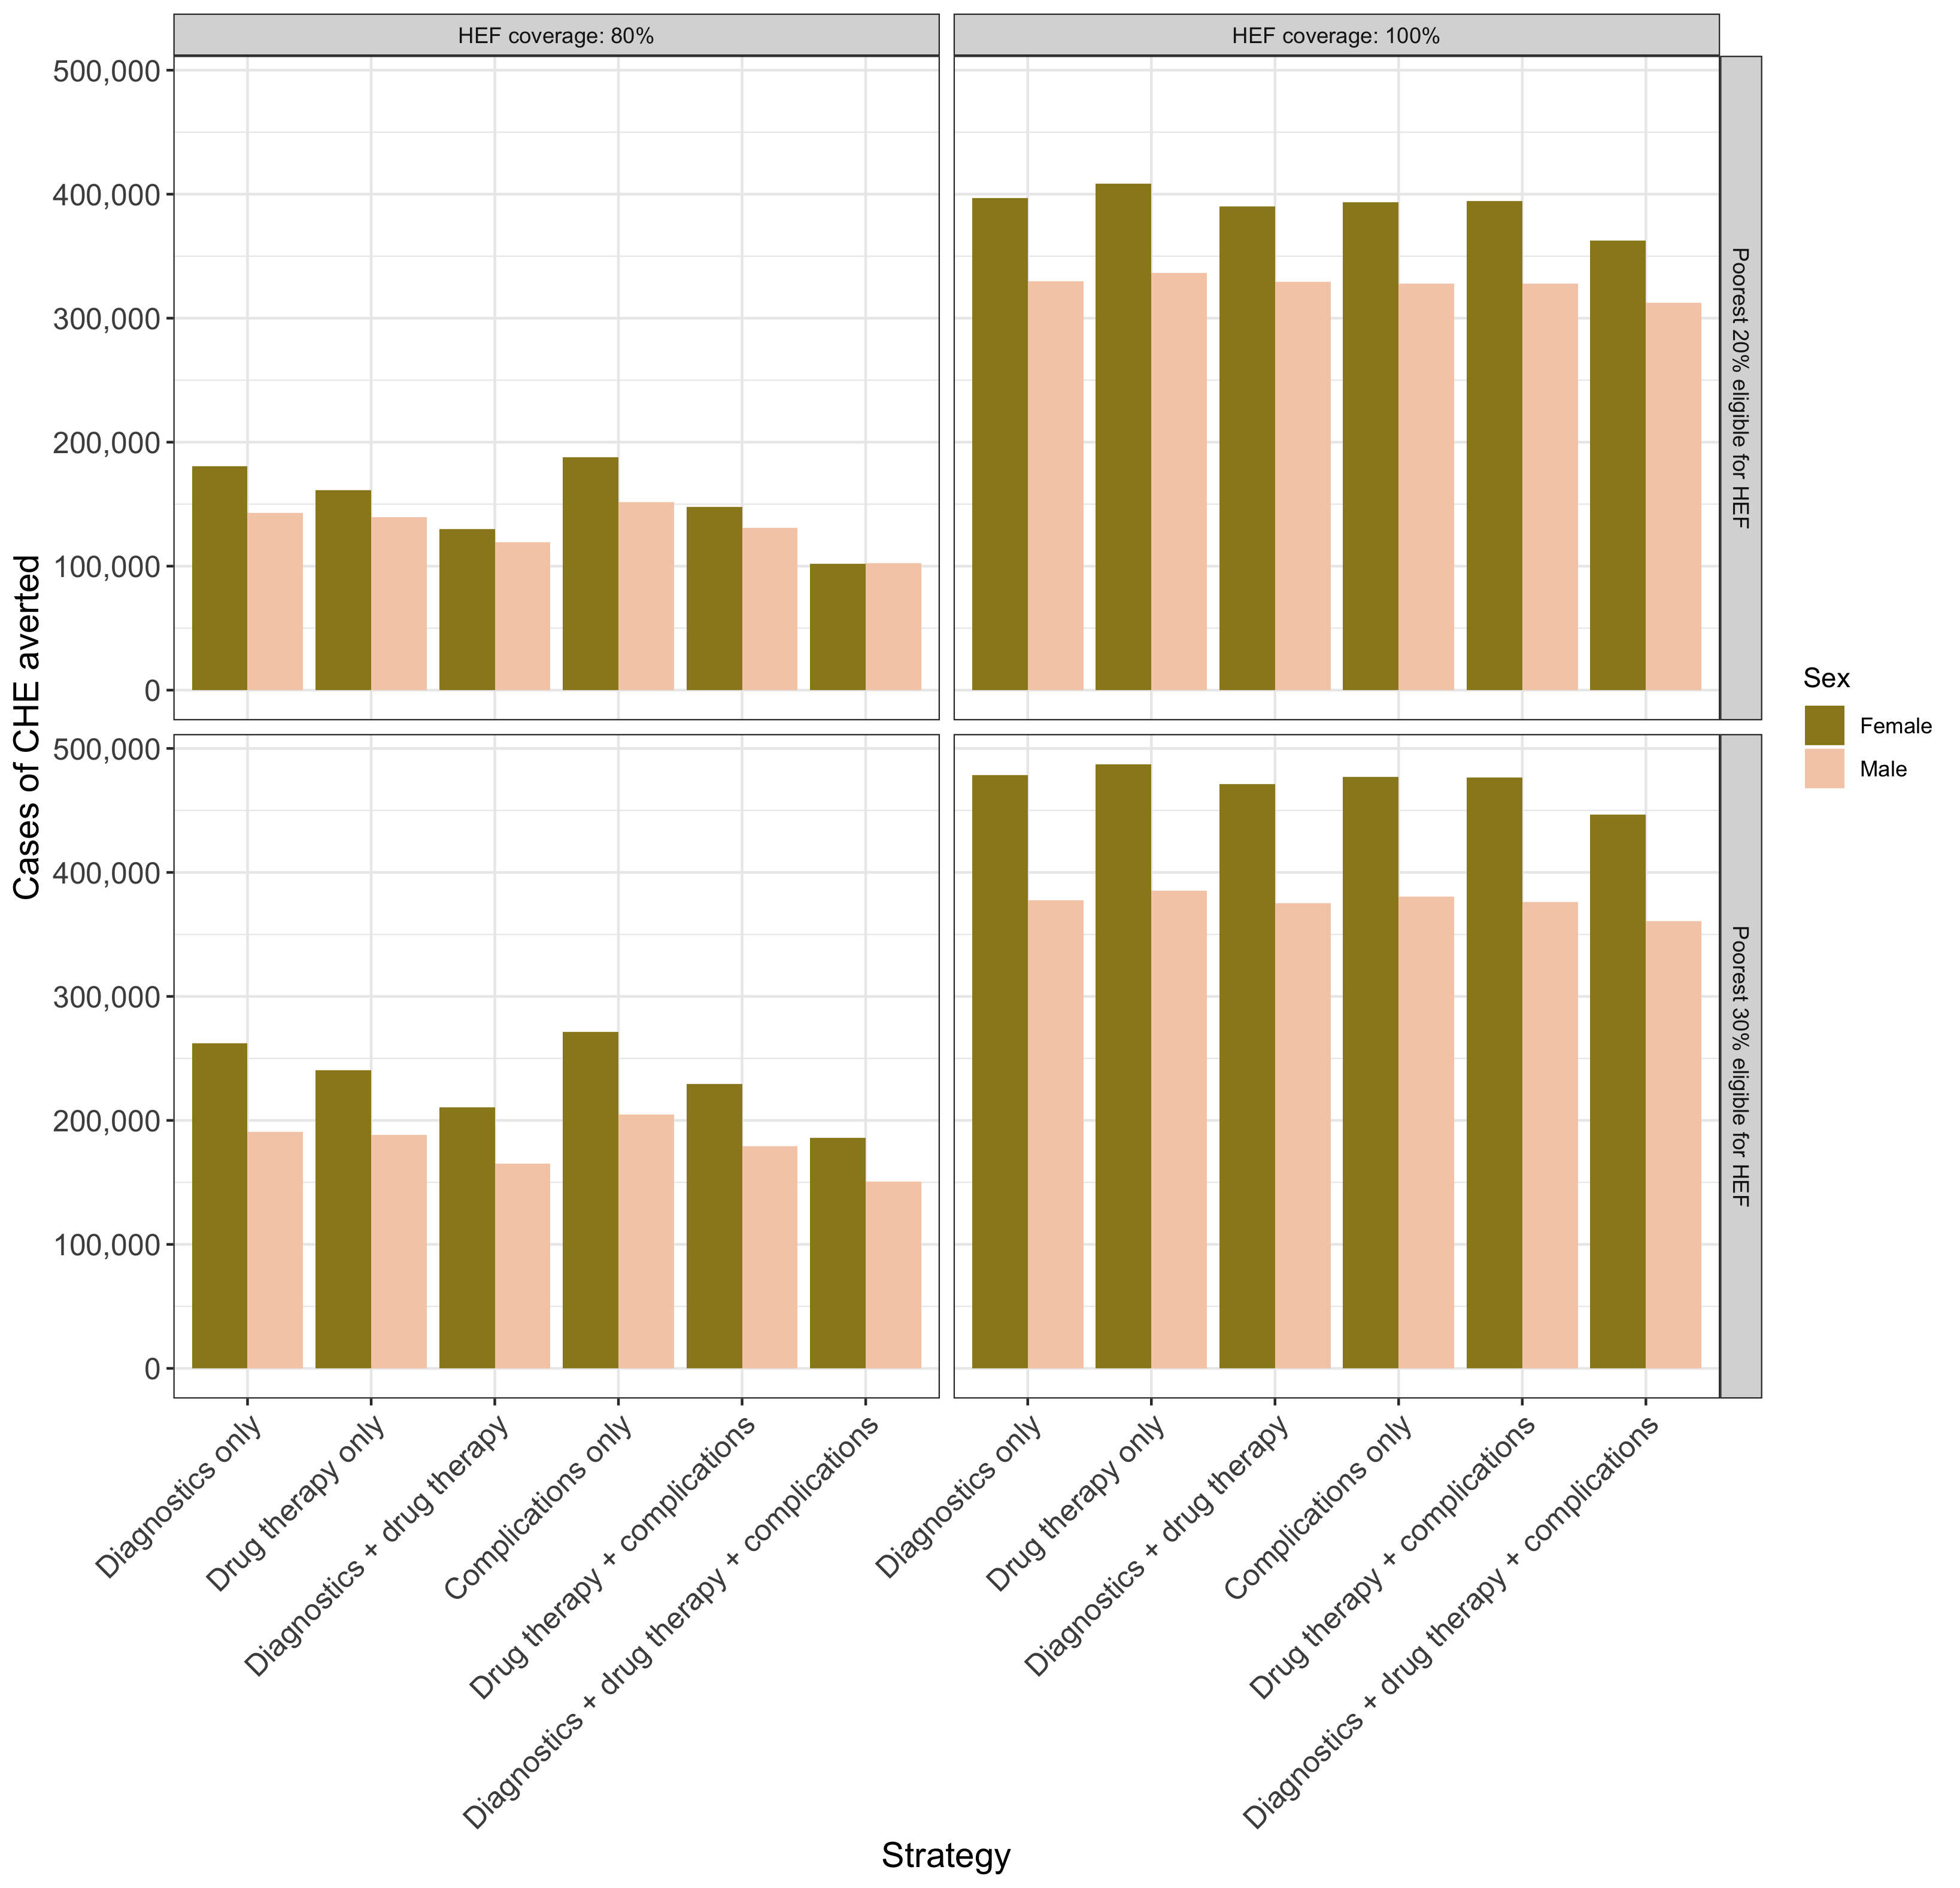 HEF coverage: 80%
HEF coverage: 100%
500,000
400,000
300,000
200,000
100,000
0
Poorest 20% eligible for HEF
Cases of CHE averted
Sex
Female
Male
500,000
400,000
300,000
200,000
100,000
0
Poorest 30% eligible for HEF
Diagnostics only
Drug therapy only
Diagnostics + drug therapy
Complications only
Drug therapy + complications
Diagnostics + drug therapy + complications
Diagnostics only
Drug therapy only
Diagnostics + drug therapy
Complications only
Drug therapy + complications
Diagnostics + drug therapy + complications
Strategy